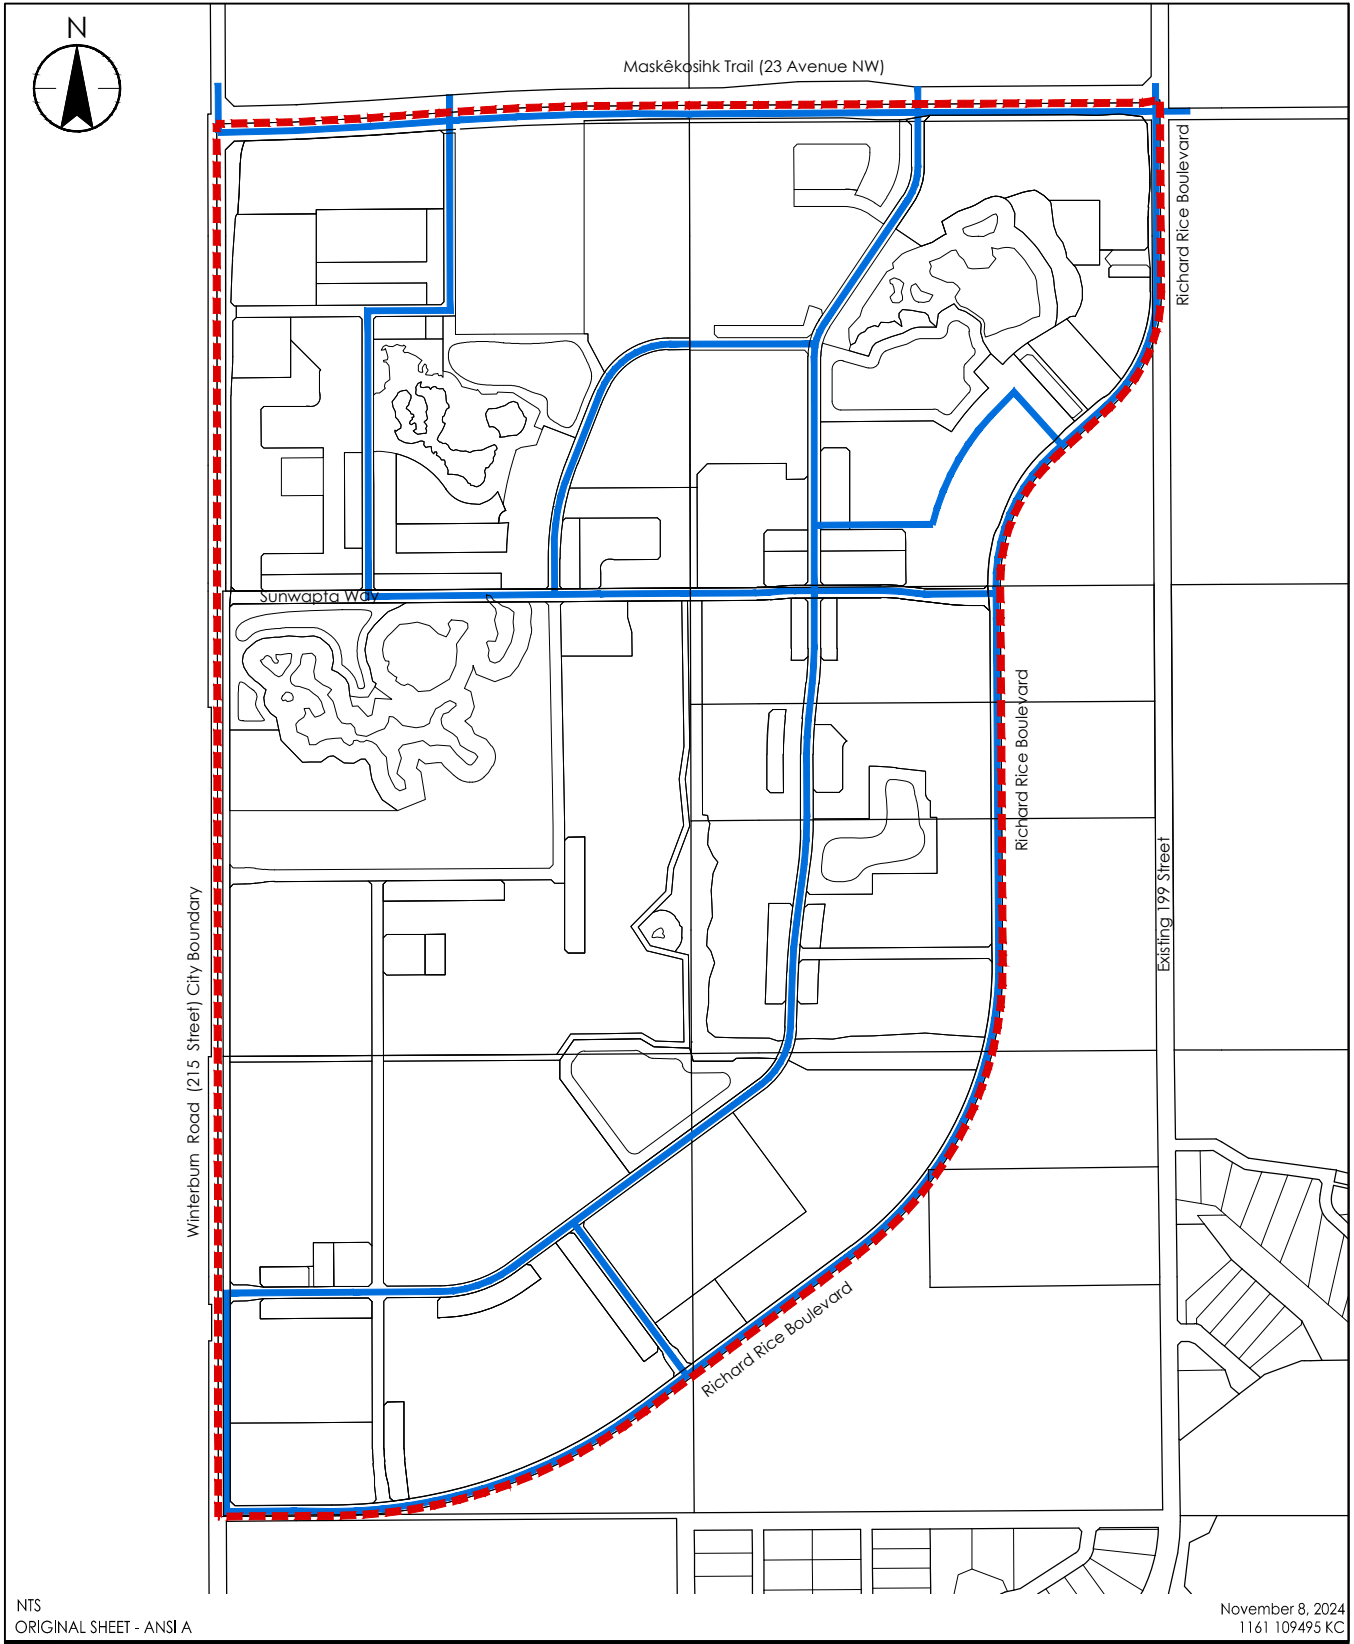 N
Maskêkosihk Trail (23 Avenue NW)
Richard Rice Boulevard
Sunwapta Way
Richard Rice Boulevard
Existing 199 Street
Winterburn Road (215 Street) City Boundary
Richard Rice Boulevard
NTS
ORIGINAL SHEET - ANSI A
November 8, 2024
1161 109495 KC